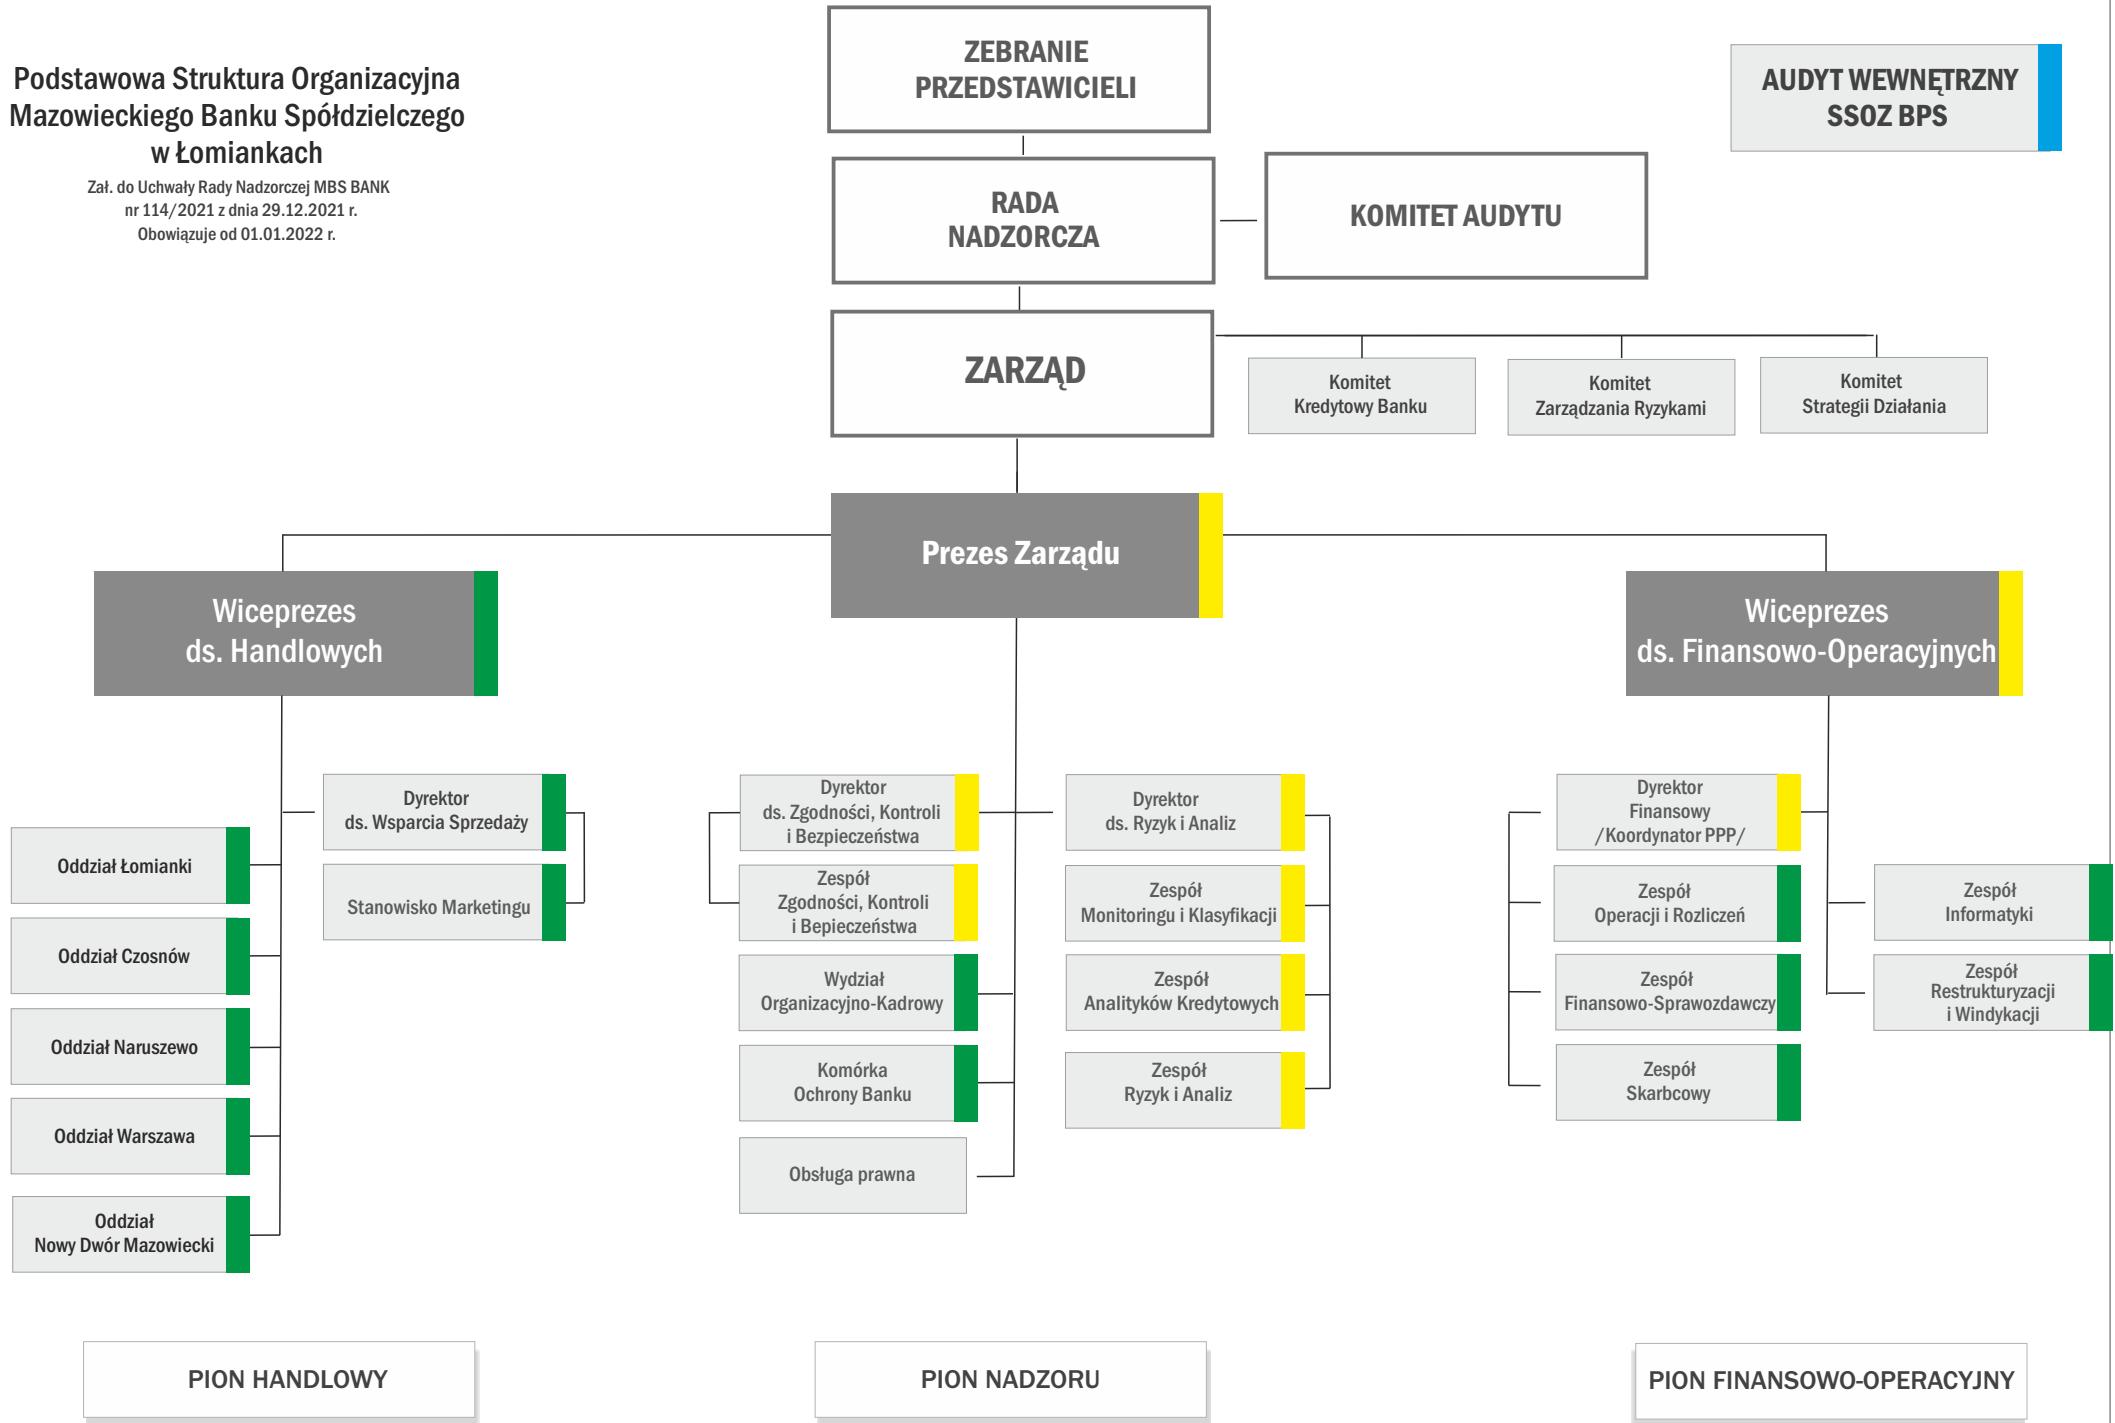 Podstawowa Struktura Organizacyjna
Mazowieckiego Banku Spółdzielczego
w Łomiankach
Zał. do Uchwały Rady Nadzorczej MBS BANK
nr 114/2021 z dnia 29.12.2021 r.
Obowiązuje od 01.01.2022 r.
ZEBRANIE
PRZEDSTAWICIELI
AUDYT WEWNĘTRZNY
SSOZ BPS
RADA
NADZORCZA
KOMITET AUDYTU
ZARZĄD
Komitet
Kredytowy Banku
Komitet
Zarządzania Ryzykami
Komitet
Strategii Działania
Prezes Zarządu
Wiceprezes
ds. Handlowych
Wiceprezes
ds. Finansowo-Operacyjnych
Dyrektor
ds. Wsparcia Sprzedaży
Stanowisko Marketingu
Oddział Łomianki
Oddział Czosnów
Oddział Naruszewo
Oddział Warszawa
Oddział
Nowy Dwór Mazowiecki
Dyrektor
ds. Zgodności, Kontroli
i Bezpieczeństwa
Zespół
Zgodności, Kontroli
i Bepieczeństwa
Wydział
Organizacyjno-Kadrowy
Komórka
Ochrony Banku
Obsługa prawna
Dyrektor
ds. Ryzyk i Analiz
Zespół
Monitoringu i Klasyfikacji
Zespół
Analityków Kredytowych
Zespół
Ryzyk i Analiz
Dyrektor
Finansowy
/Koordynator PPP/
Zespół
Operacji i Rozliczeń
Zespół
Finansowo-Sprawozdawczy
Zespół
Skarbcowy
Zespół
Informatyki
Zespół
Restrukturyzacji
i Windykacji
PION HANDLOWY
PION NADZORU
PION FINANSOWO-OPERACYJNY